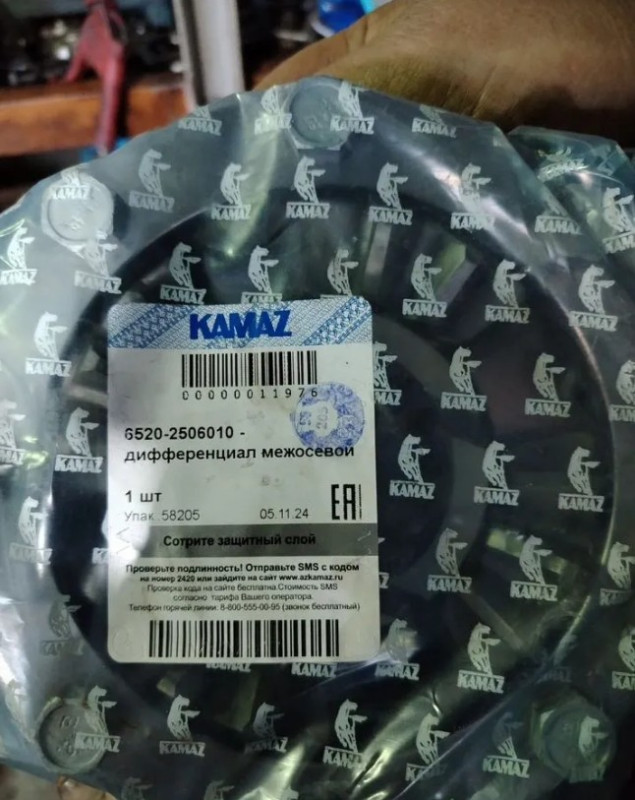 KAMAZ
00000011976
6520-2506010 -
дифференциал межосевой
1 шт
Упак. 58205 05.11.24
EAC
Сотрите защитный слой
Проверьте подлинность! Отправьте SMS с кодом
на номер 2420 или зайдите на сайт www.azkamaz.ru
Проверка кода на сайте бесплатна.Стоимость SMS
согласно тарифа Вашего оператора.
Телефон горячей линии: 8-800-555-00-95 (звонок бесплатный)